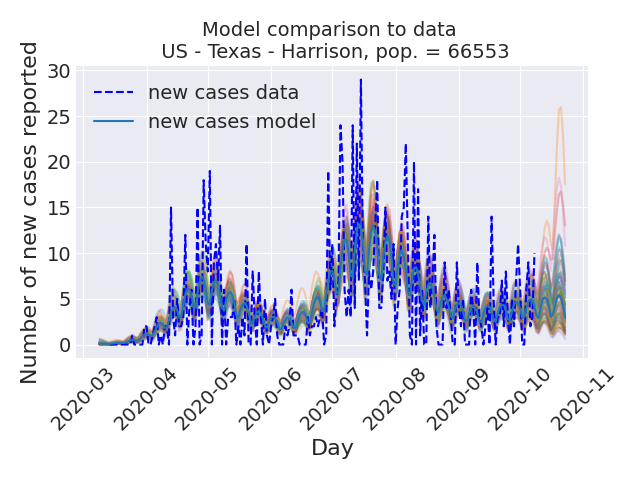 Model comparison to data
US - Texas - Harrison, pop. = 66553
Number of new cases reported
30
25
20
15
10
5
0
new cases data
new cases model
2020-03
2020-04
2020-05
2020-06
2020-07
2020-08
2020-09
2020-10
2020-11
Day